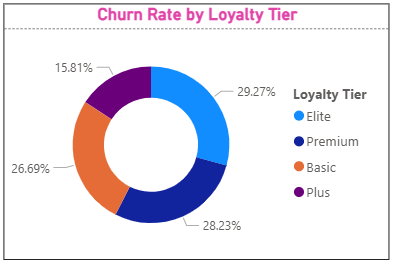 Churn Rate by Loyalty Tier
15.81%
29.27%
26.69%
28.23%
Loyalty Tier
Elite
Premium
Basic
Plus